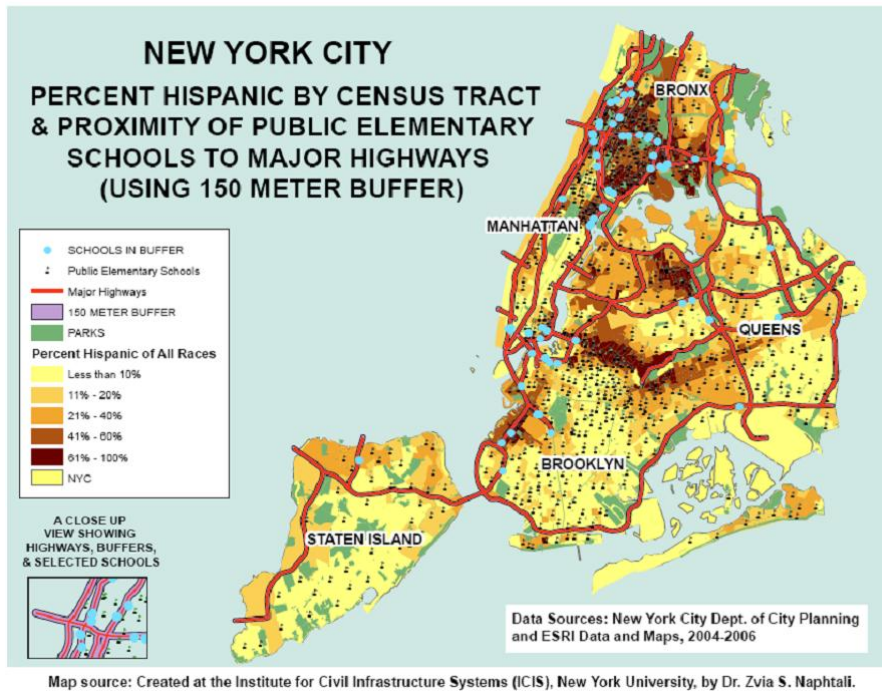 NEW YORK CITY
PERCENT HISPANIC BY CENSUS TRACT
& PROXIMITY OF PUBLIC ELEMENTARY
SCHOOLS TO MAJOR HIGHWAYS
(USING 150 METER BUFFER)
BRONX
MANHATTAN
QUEENS
BROOKLYN
STATEN ISLAND
SCHOOLS IN BUFFER
Public Elementary Schools
Major Highways
150 METER BUFFER
PARKS
Percent Hispanic of All Races
Less than 10%
11% - 20%
21% - 40%
41% - 60%
61% - 100%
NYC
A CLOSE UP
VIEW SHOWING
HIGHWAYS, BUFFERS,
& SELECTED SCHOOLS
Data Sources: New York City Dept. of City Planning
and ESRI Data and Maps, 2004-2006
Map source: Created at the Institute for Civil Infrastructure Systems (ICIS), New York University, by Dr. Zvia S. Naphtali.